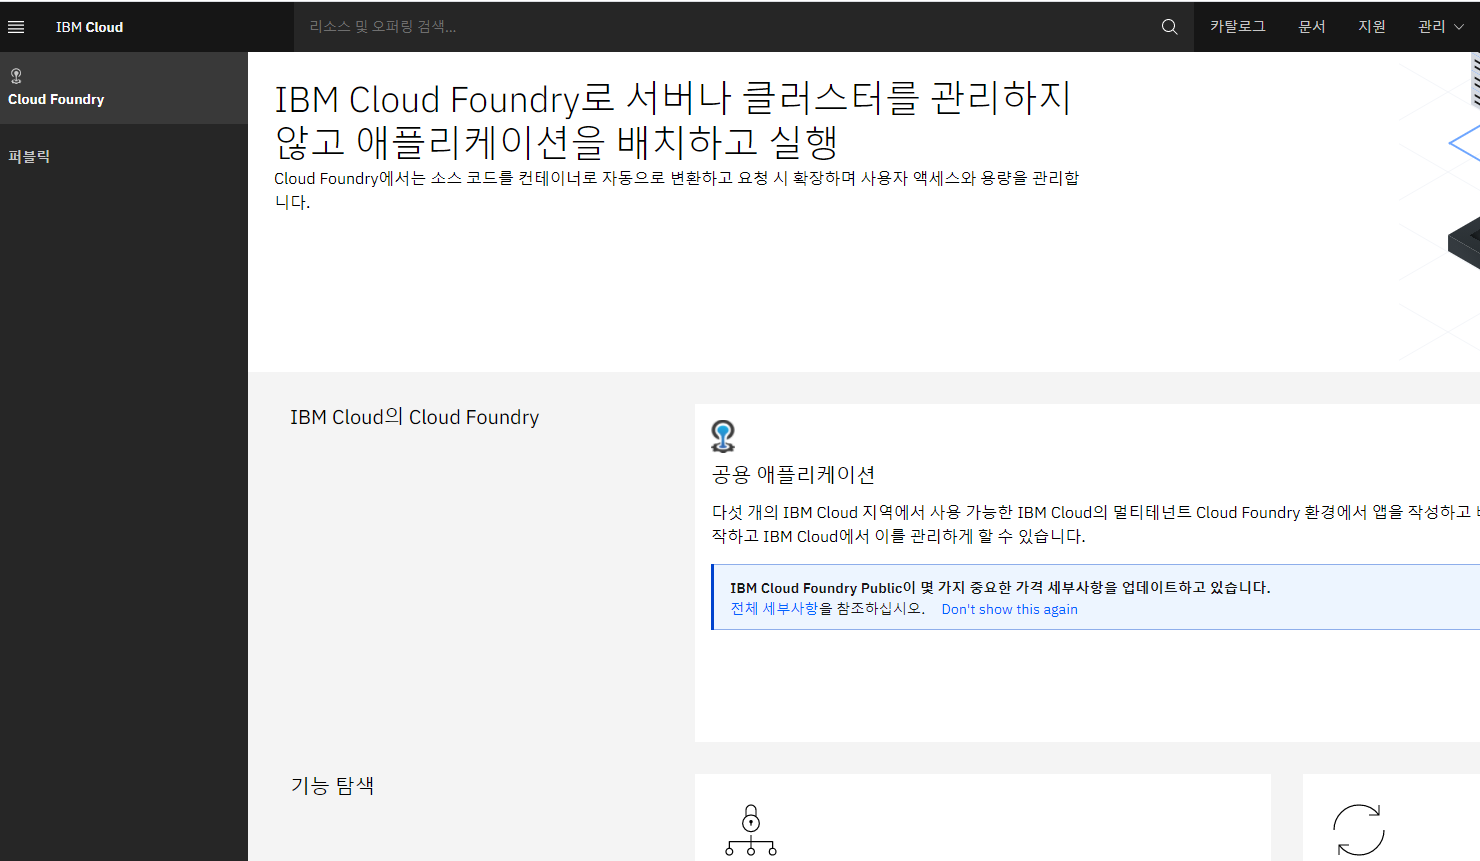 IBM Cloud
리소스 및 오퍼링 검색...
카탈로그
문서
지원
관리
Cloud Foundry
퍼블릭
IBM Cloud Foundry로 서버나 클러스터를 관리하지
않고 애플리케이션을 배치하고 실행
Cloud Foundry에서는 소스 코드를 컨테이너로 자동으로 변환하고 요청 시 확장하며 사용자 액세스와 용량을 관리합
니다.
IBM Cloud의 Cloud Foundry
공용 애플리케이션
다섯 개의 IBM Cloud 지역에서 사용 가능한 IBM Cloud의 멀티테넌트 Cloud Foundry 환경에서 앱을 작성하고
작하고 IBM Cloud에서 이를 관리하게 할 수 있습니다.
IBM Cloud Foundry Public이 몇 가지 중요한 가격 세부사항을 업데이트하고 있습니다.
전체 세부사항을 참조하십시오. Don't show this again
기능 탐색